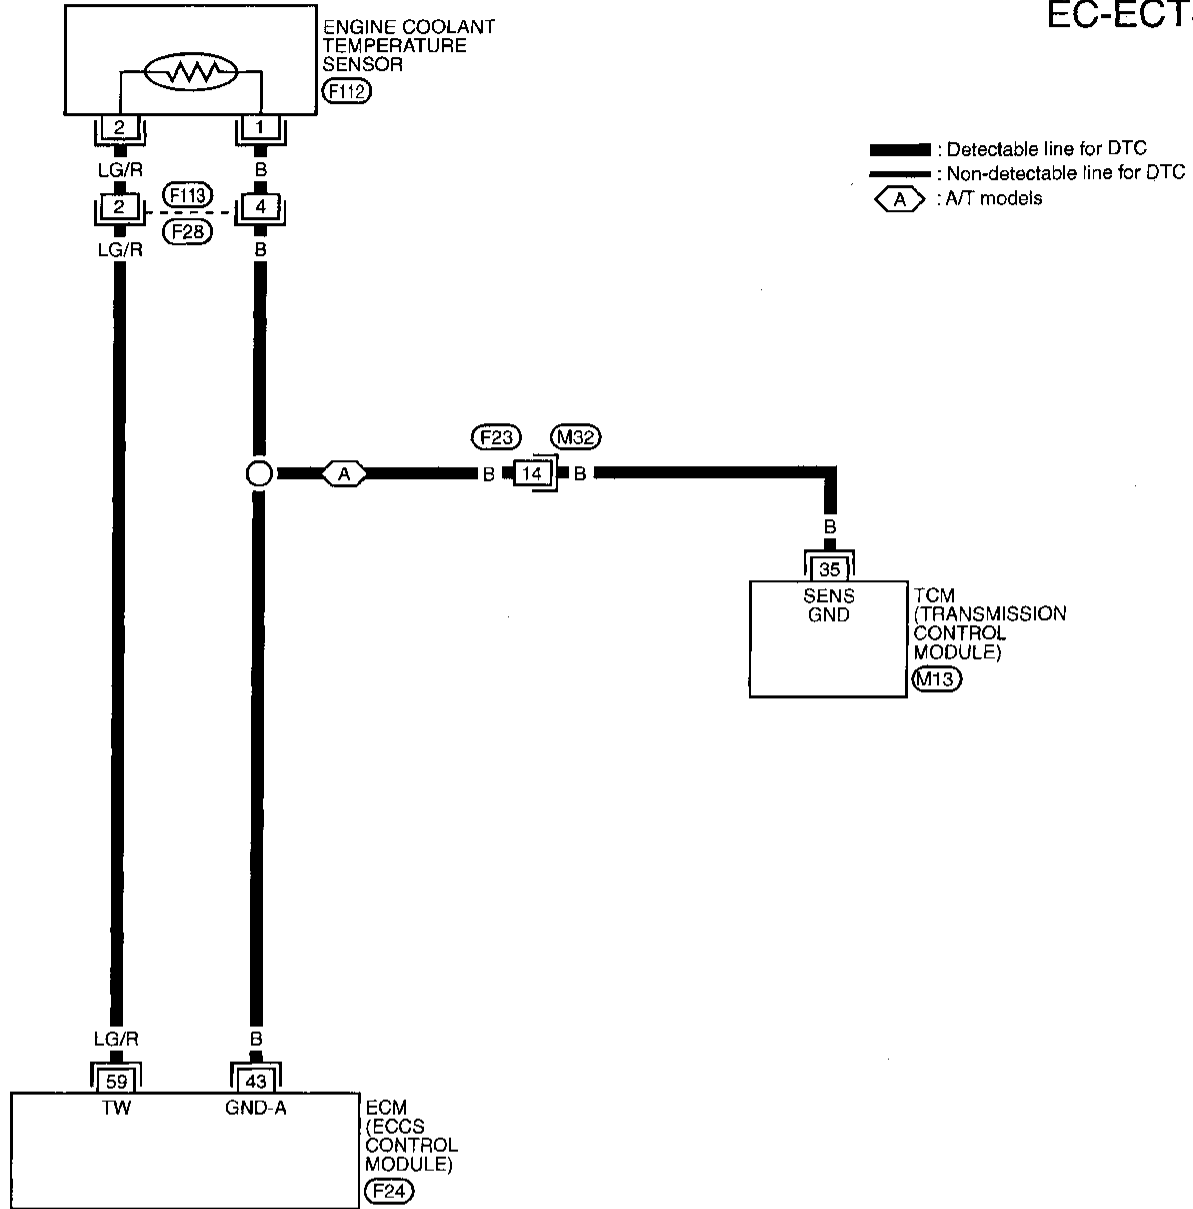 EC-ECT-
ENGINE COOLANT
TEMPERATURE
SENSOR
F112
2
1
LG/R
B
2
F113
4
F28
LG/R
B
: Detectable line for DTC
: Non-detectable line for DTC
A : A/T models
F23
M32
A
B
14
B
B
35
SENS
GND
TCM
(TRANSMISSION
CONTROL
MODULE)
M13
LG/R
B
59
43
TW
GND-A
ECM
(ECCS
CONTROL
MODULE)
F24